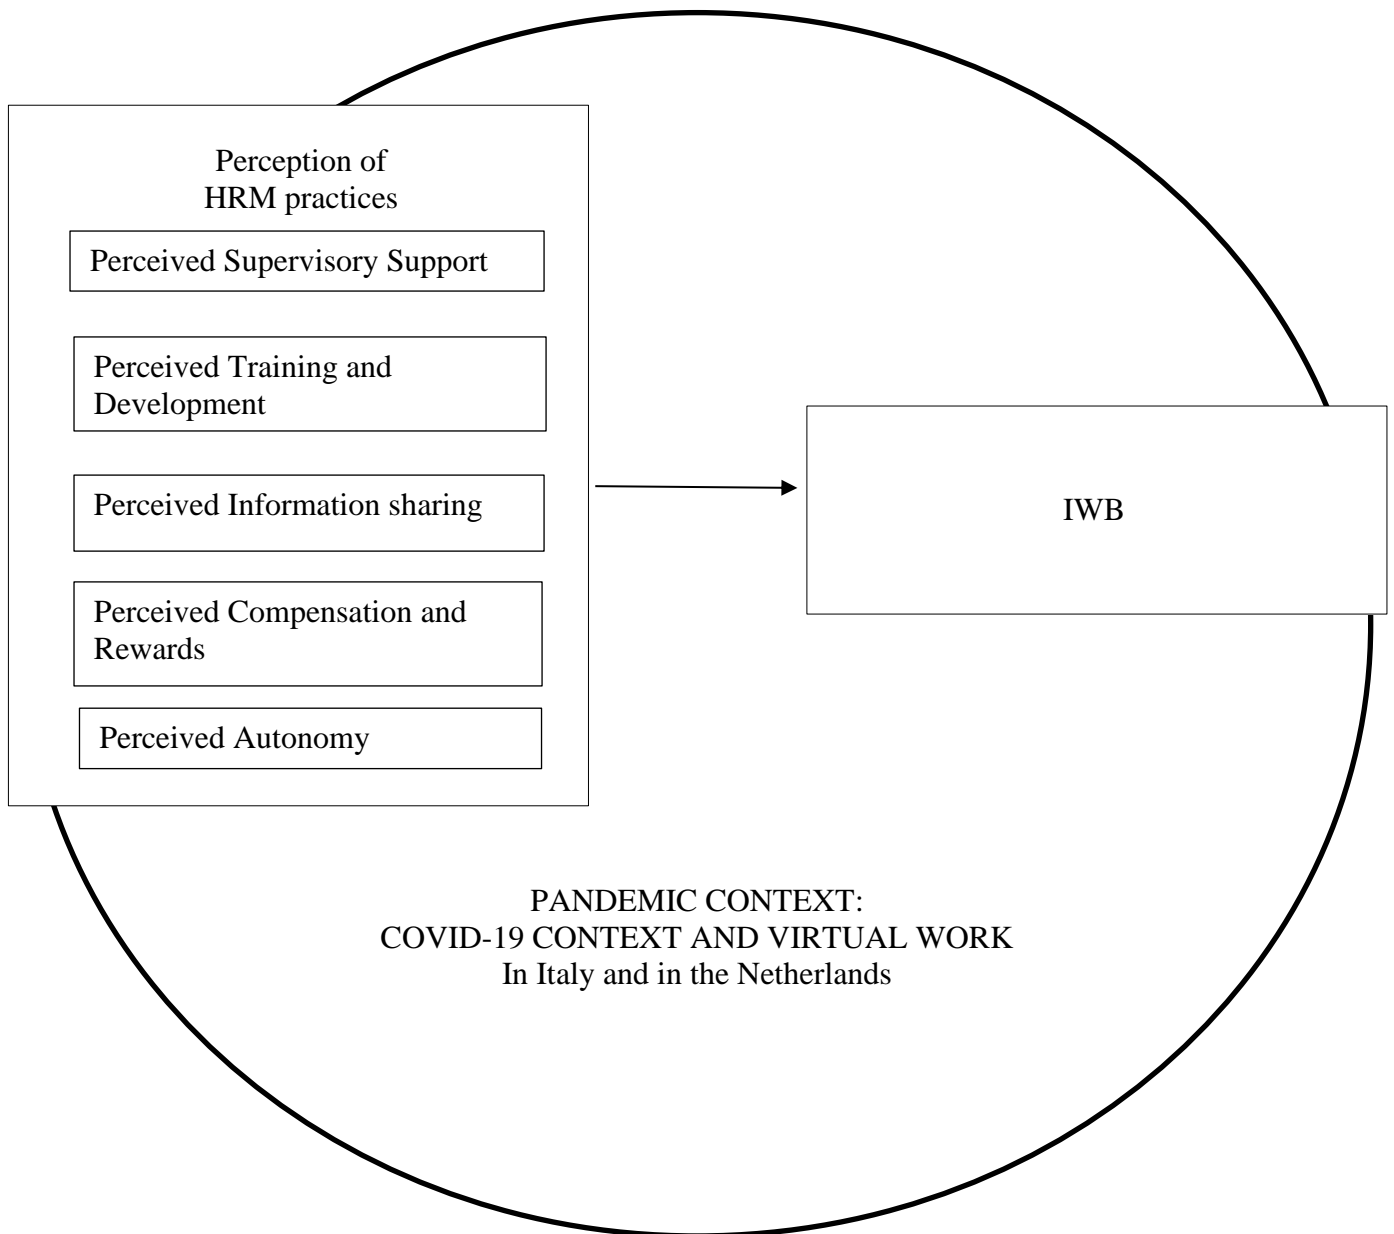 Perception of
HRM practices
Perceived Supervisory Support
Perceived Training and
Development
Perceived Information sharing
Perceived Compensation and
Rewards
Perceived Autonomy
IWB
PANDEMIC CONTEXT:
COVID-19 CONTEXT AND VIRTUAL WORK
In Italy and in the Netherlands